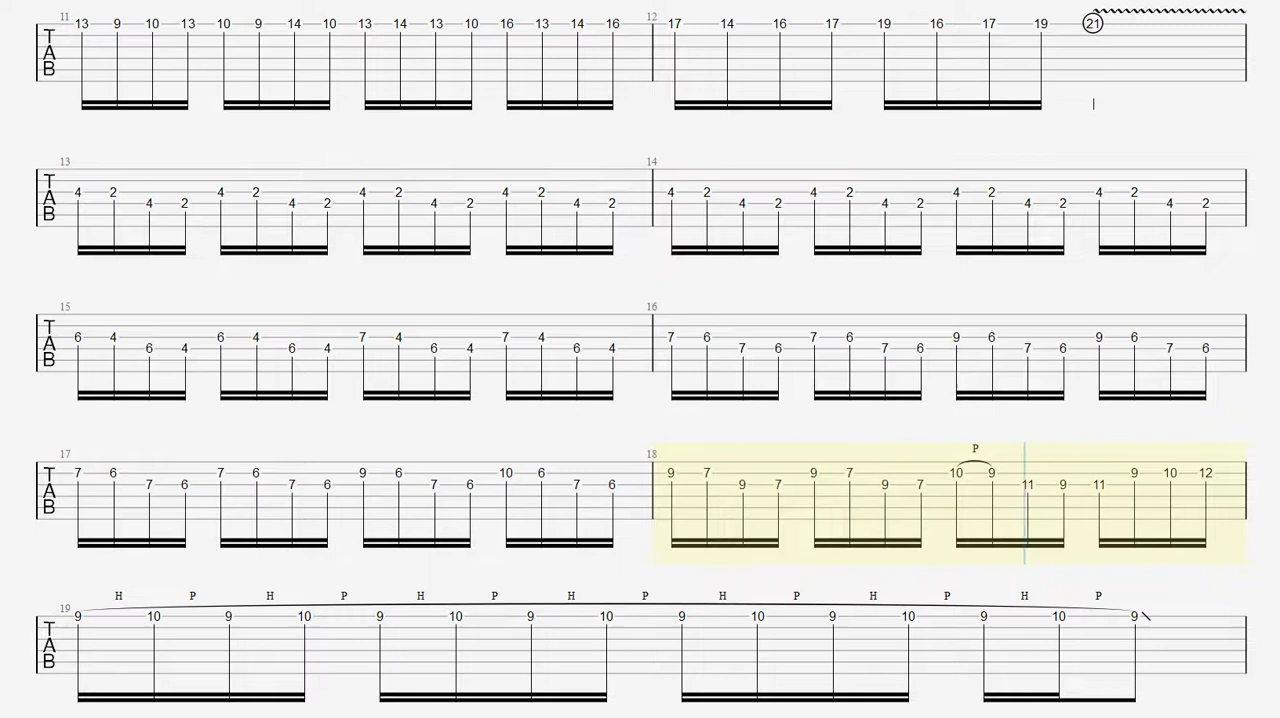 11 12
T 13 9 10 13 10 9 14 10 13 14 13 10 16 13 14 16 17 14 16 17 19 16 17 19 21
A
B
13 14
T
A 4 2 4 2 4 2 4 2 4 2 4 2 4 2 4 2 4 2 4 2 4 2 4 2 4 2 4 2 4 2 4 2
B
15 16
T
A 6 4 6 4 6 4 6 4 7 4 6 4 7 4 6 4 7 6 7 6 7 6 7 6 9 6 7 6 9 6 7 6
B
17 18 P
T 7 6 7 6 7 6 7 6 9 6 7 6 10 6 7 6 9 7 9 7 9 7 9 7 10 9 11 9 11 9 10 12
A
B
19 H P H P H P H P H P H P H P
9 10 9 10 9 10 9 10 9 10 9 10 9 10 9
T
A
B